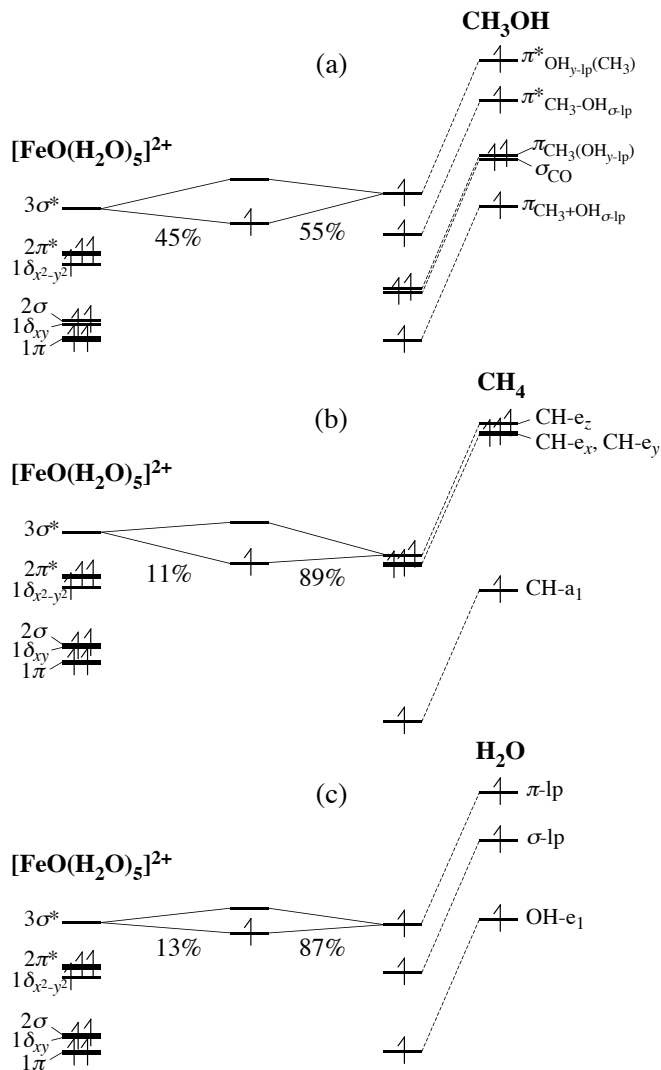 CH₃OH
(a)
π*OHy-lp(CH₃)
π*CH₃-OHσ-lp
[FeO(H₂O)₅]²⁺
πCH₃(OHy-lp)
σCO
3σ*
πCH₃+OHσ-lp
45%
55%
2π*
1δx²-y²
2σ
1δxy
1π
CH₄
(b)
CH-ez
CH-ex, CH-ey
[FeO(H₂O)₅]²⁺
3σ*
2π*
11%
89%
1δx²-y²
CH-a₁
2σ
1δxy
1π
H₂O
(c)
π-lp
σ-lp
[FeO(H₂O)₅]²⁺
3σ*
OH-e₁
13%
87%
2π*
1δx²-y²
2σ
1δxy
1π